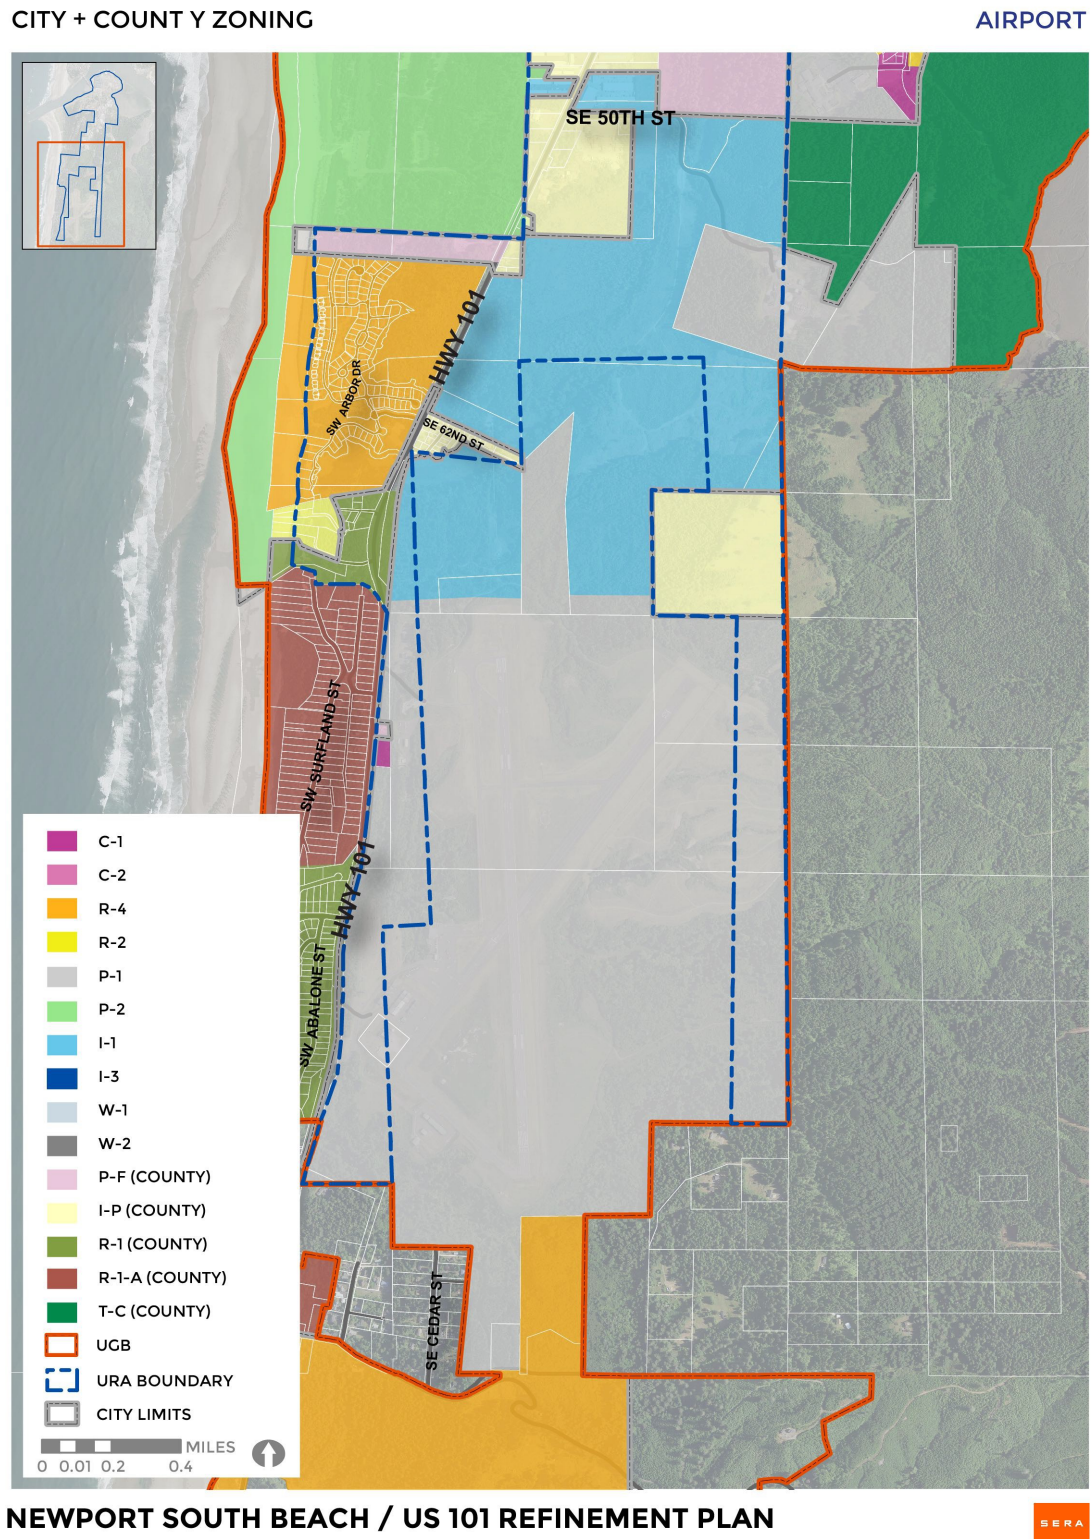 CITY + COUNT Y ZONING
AIRPORT
SE 50TH ST
HWY 101
SW ARBOR DR
SE 62ND ST
SW SURFLAND ST
HWY 101
SW ABALONE ST
SE CEDAR ST
C-1
C-2
R-4
R-2
P-1
P-2
I-1
I-3
W-1
W-2
P-F (COUNTY)
I-P (COUNTY)
R-1 (COUNTY)
R-1-A (COUNTY)
T-C (COUNTY)
UGB
URA BOUNDARY
CITY LIMITS
MILES
0 0.01 0.2 0.4
NEWPORT SOUTH BEACH / US 101 REFINEMENT PLAN
SERA